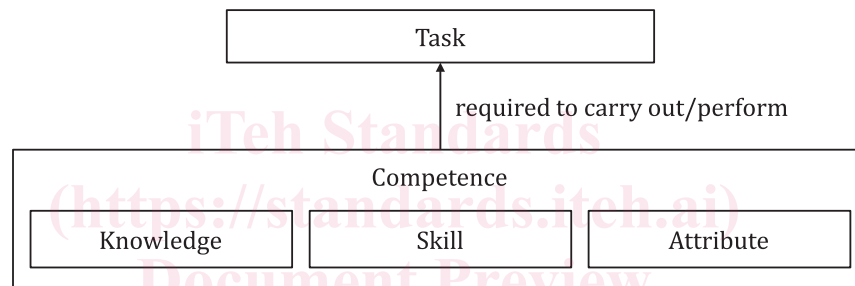 Task
required to carry out/perform
iTeh Standards
Competence
(https://standards.iteh.ai)
Knowledge Skill Attribute
Document Preview